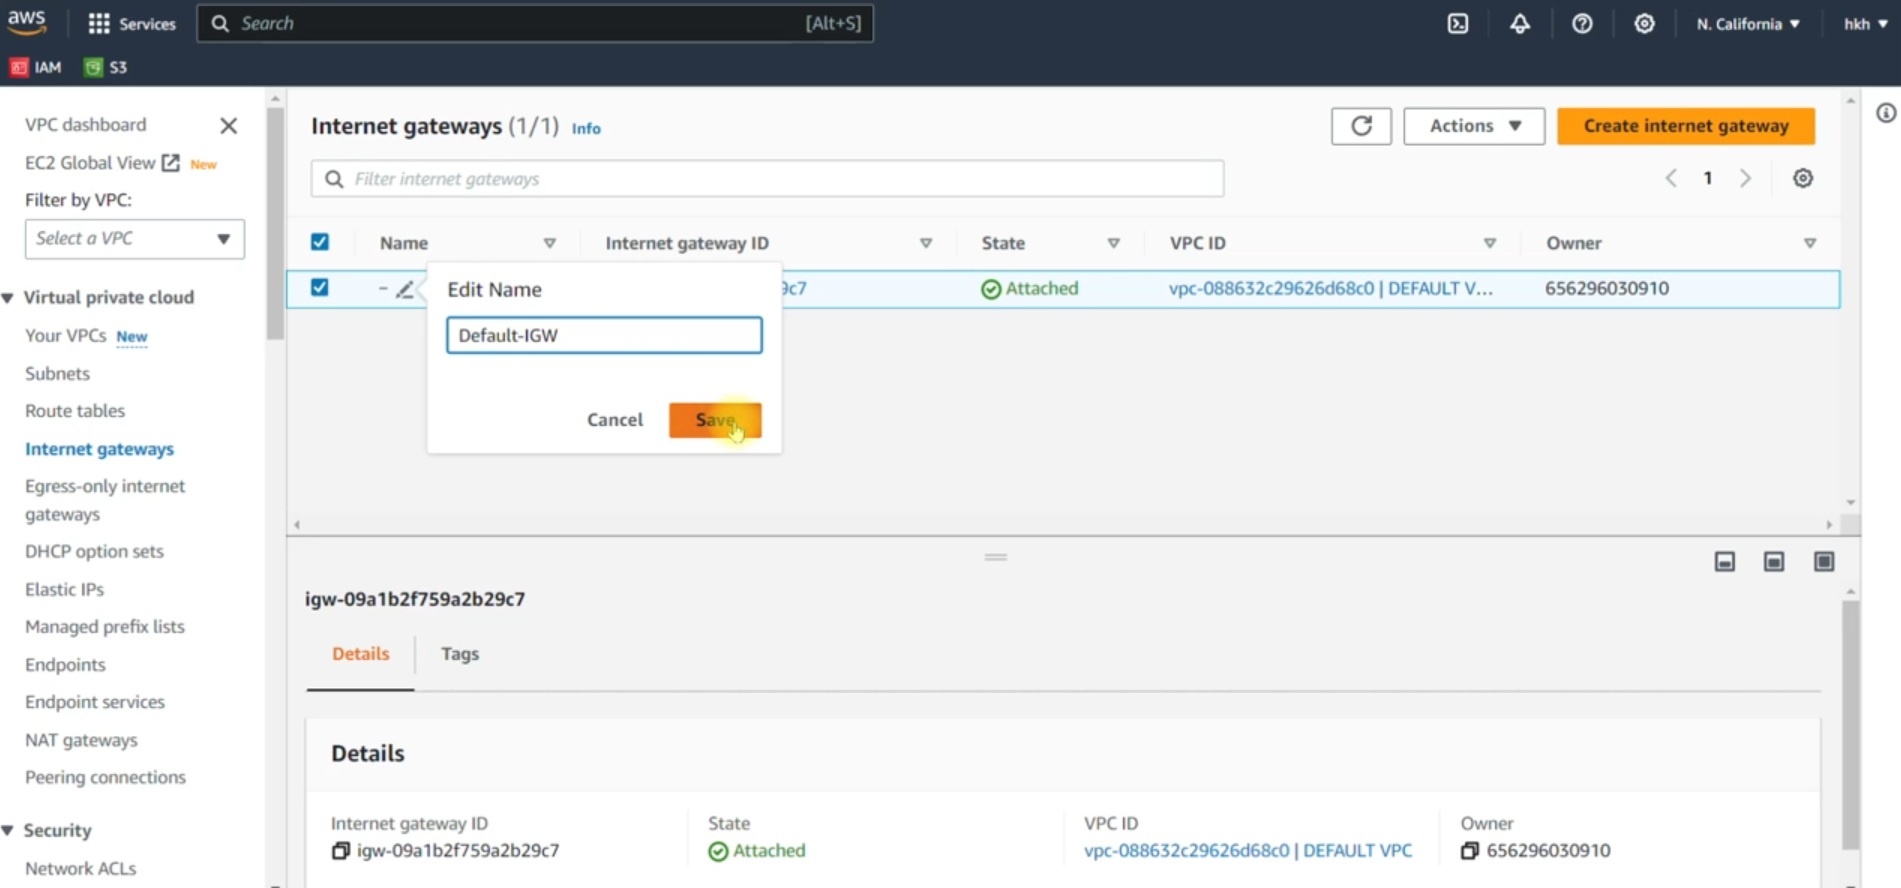 aws
Services
Search
[Alt+S]
N. California
hkh
IAM
S3
VPC dashboard
EC2 Global View New
Filter by VPC:
Select a VPC
Virtual private cloud
Your VPCs New
Subnets
Route tables
Internet gateways
Egress-only internet
gateways
DHCP option sets
Elastic IPs
Managed prefix lists
Endpoints
Endpoint services
NAT gateways
Peering connections
Security
Network ACLs
Internet gateways (1/1) Info
Actions
Create internet gateway
Filter internet gateways
1
Name Internet gateway ID State VPC ID Owner
– 9c7 Attached vpc-088632c29626d68c0 | DEFAULT V... 656296030910
Edit Name
Default-IGW
Cancel Save
igw-09a1b2f759a2b29c7
Details Tags
Details
Internet gateway ID State VPC ID Owner
igw-09a1b2f759a2b29c7 Attached vpc-088632c29626d68c0 | DEFAULT VPC 656296030910